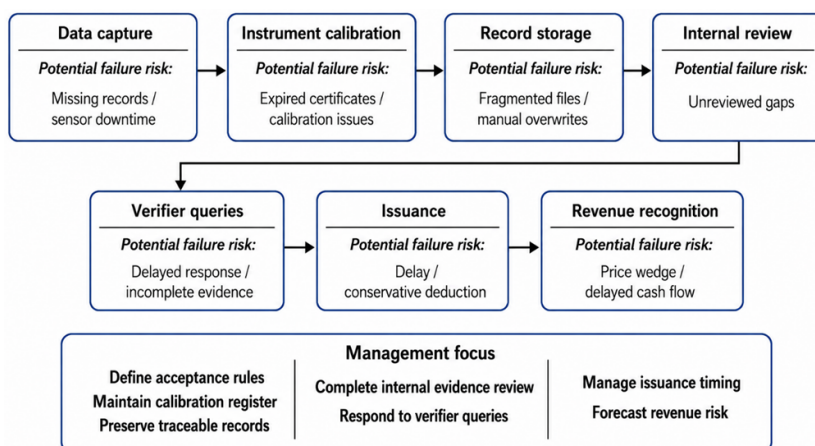 Data capture
Potential failure risk:
Missing records /
sensor downtime
Instrument calibration
Potential failure risk:
Expired certificates /
calibration issues
Record storage
Potential failure risk:
Fragmented files /
manual overwrites
Internal review
Potential failure risk:
Unreviewed gaps
Verifier queries
Potential failure risk:
Delayed response /
incomplete evidence
Issuance
Potential failure risk:
Delay /
conservative deduction
Revenue recognition
Potential failure risk:
Price wedge /
delayed cash flow
Management focus
Define acceptance rules
Maintain calibration register
Preserve traceable records
Complete internal evidence review
Respond to verifier queries
Manage issuance timing
Forecast revenue risk